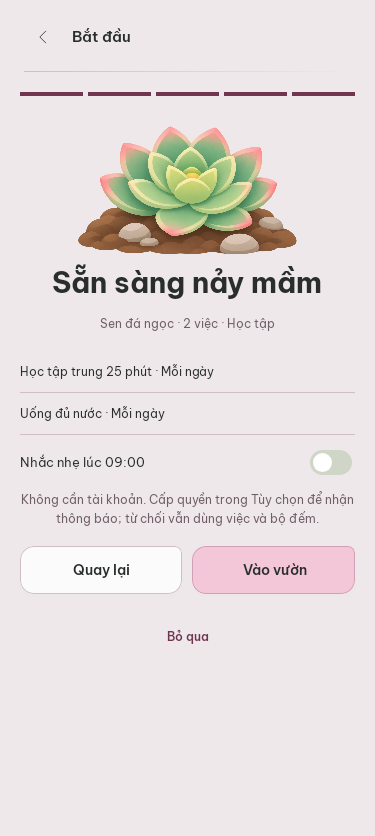 Bắt đầu
Sẵn sàng nảy mầm
Sen đá ngọc · 2 việc · Học tập
Học tập trung 25 phút · Mỗi ngày
Uống đủ nước · Mỗi ngày
Nhắc nhẹ lúc 09:00
Không cần tài khoản. Cấp quyền trong Tùy chọn để nhận
thông báo; từ chối vẫn dùng việc và bộ đếm.
Quay lại
Vào vườn
Bỏ qua